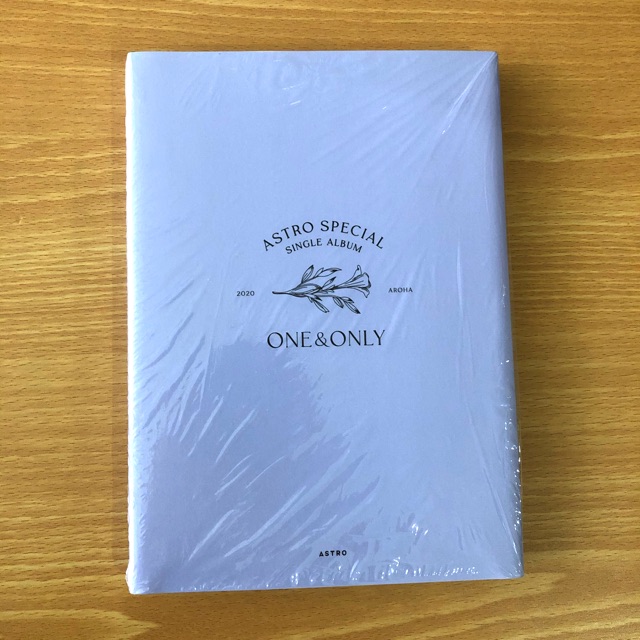 ASTRO SPECIAL
SINGLE ALBUM
2020 AROHA
ONE&ONLY
ASTRO